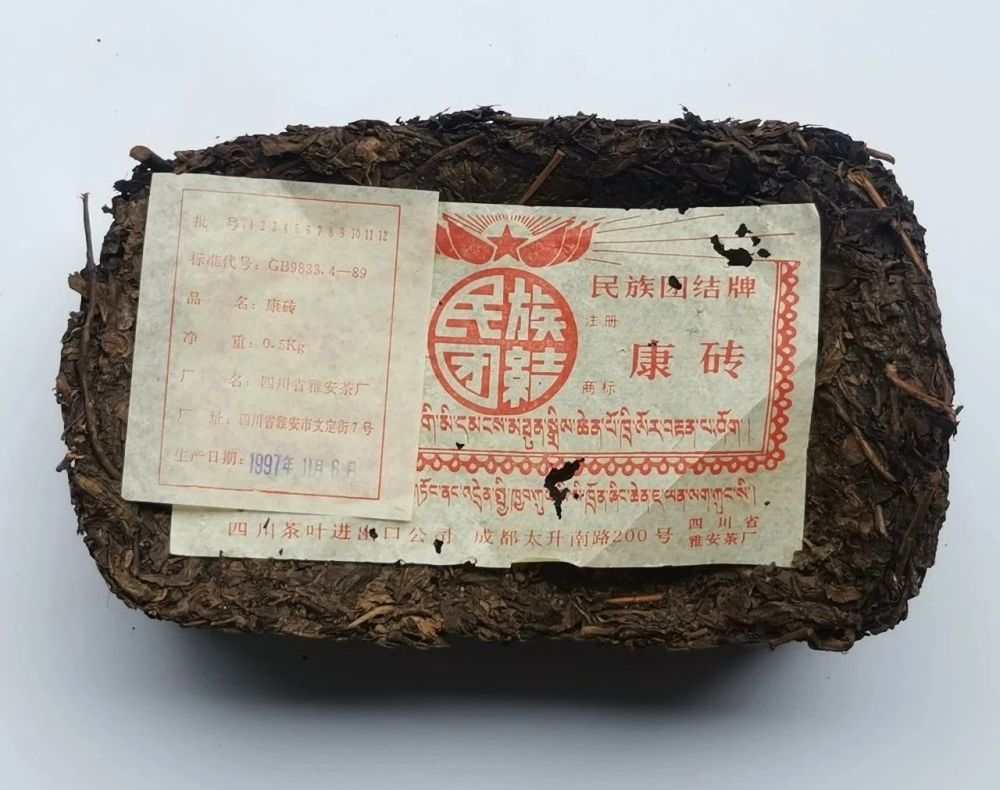 批 号:1 2 3 4 5 6 7 8 9 10 11 12
标准代号: GB9833.4—89
品 名: 康砖
净 重: 0.5Kg
厂 名: 四川省雅安茶厂
厂 址: 四川省雅安市文定街7号
生产日期: 1997年 11月 6日
民族
团结
民族团结牌
注册
商标
康砖
四川茶叶进出口公司 成都太升南路200号
四川省
雅安茶厂